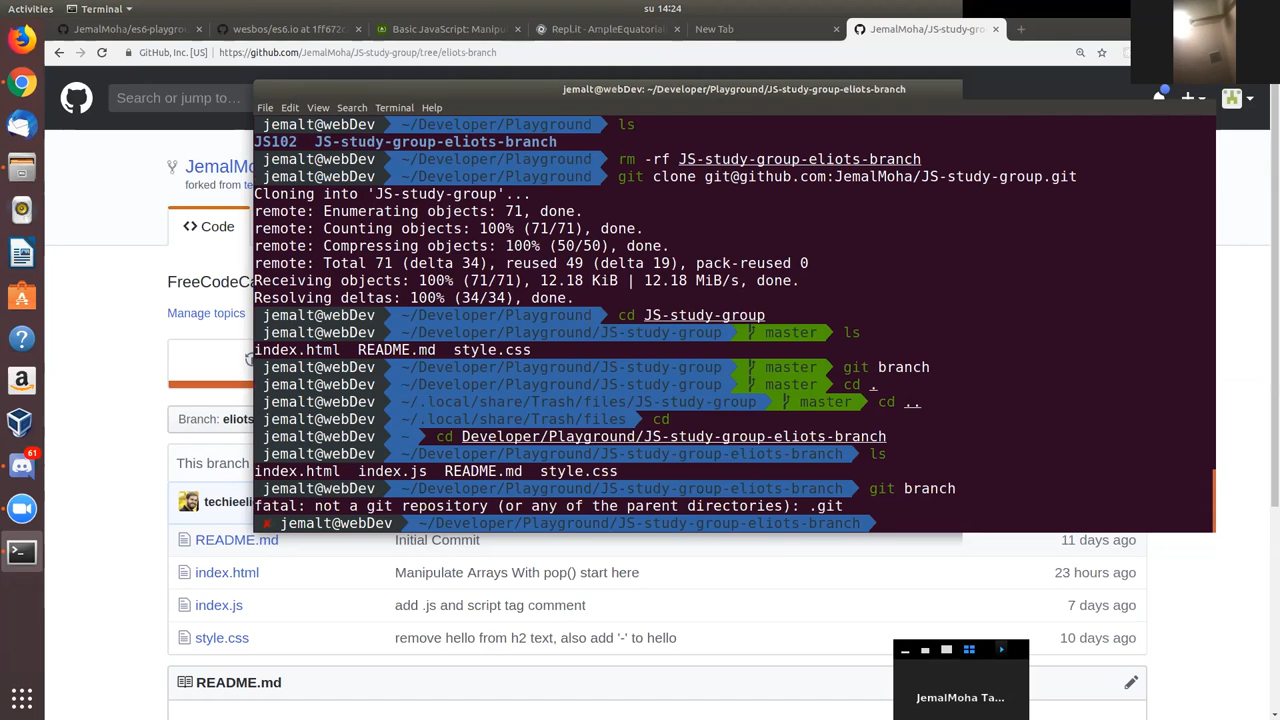 Activities
Terminal
su 14:24
JemalMoha/es6-playgro
wesbos/es6.io at 1ff672c
Basic JavaScript: Manipu
Repl.it - AmpleEquatoria
New Tab
JemalMoha/JS-study-gro
GitHub, Inc. [US]
https://github.com/JemalMoha/JS-study-group/tree/eliots-branch
Search or jump to…
jemalt@webDev: ~/Developer/Playground/JS-study-group-eliots-branch
File Edit View Search Terminal Help
jemalt@webDev ~/Developer/Playground ls
JS102 JS-study-group-eliots-branch
jemalt@webDev ~/Developer/Playground rm -rf JS-study-group-eliots-branch
jemalt@webDev ~/Developer/Playground git clone git@github.com:JemalMoha/JS-study-group.git
Cloning into 'JS-study-group'...
remote: Enumerating objects: 71, done.
remote: Counting objects: 100% (71/71), done.
remote: Compressing objects: 100% (50/50), done.
remote: Total 71 (delta 34), reused 49 (delta 19), pack-reused 0
Receiving objects: 100% (71/71), 12.18 KiB | 12.18 MiB/s, done.
Resolving deltas: 100% (34/34), done.
jemalt@webDev ~/Developer/Playground cd JS-study-group
jemalt@webDev ~/Developer/Playground/JS-study-group master ls
index.html README.md style.css
jemalt@webDev ~/Developer/Playground/JS-study-group master git branch
jemalt@webDev ~/Developer/Playground/JS-study-group master cd .
jemalt@webDev ~/.local/share/Trash/files/JS-study-group master cd ..
jemalt@webDev ~/.local/share/Trash/files cd
jemalt@webDev ~ cd Developer/Playground/JS-study-group-eliots-branch
jemalt@webDev ~/Developer/Playground/JS-study-group-eliots-branch ls
index.html index.js README.md style.css
jemalt@webDev ~/Developer/Playground/JS-study-group-eliots-branch git branch
fatal: not a git repository (or any of the parent directories): .git
✘ jemalt@webDev ~/Developer/Playground/JS-study-group-eliots-branch
JemalMo
forked from te
Code
FreeCodeCa
Manage topics
Branch: eliots
This branch
techieeli
README.md Initial Commit 11 days ago
index.html Manipulate Arrays With pop() start here 23 hours ago
index.js add .js and script tag comment 7 days ago
style.css remove hello from h2 text, also add '-' to hello 10 days ago
README.md
61
JemalMoha Ta...